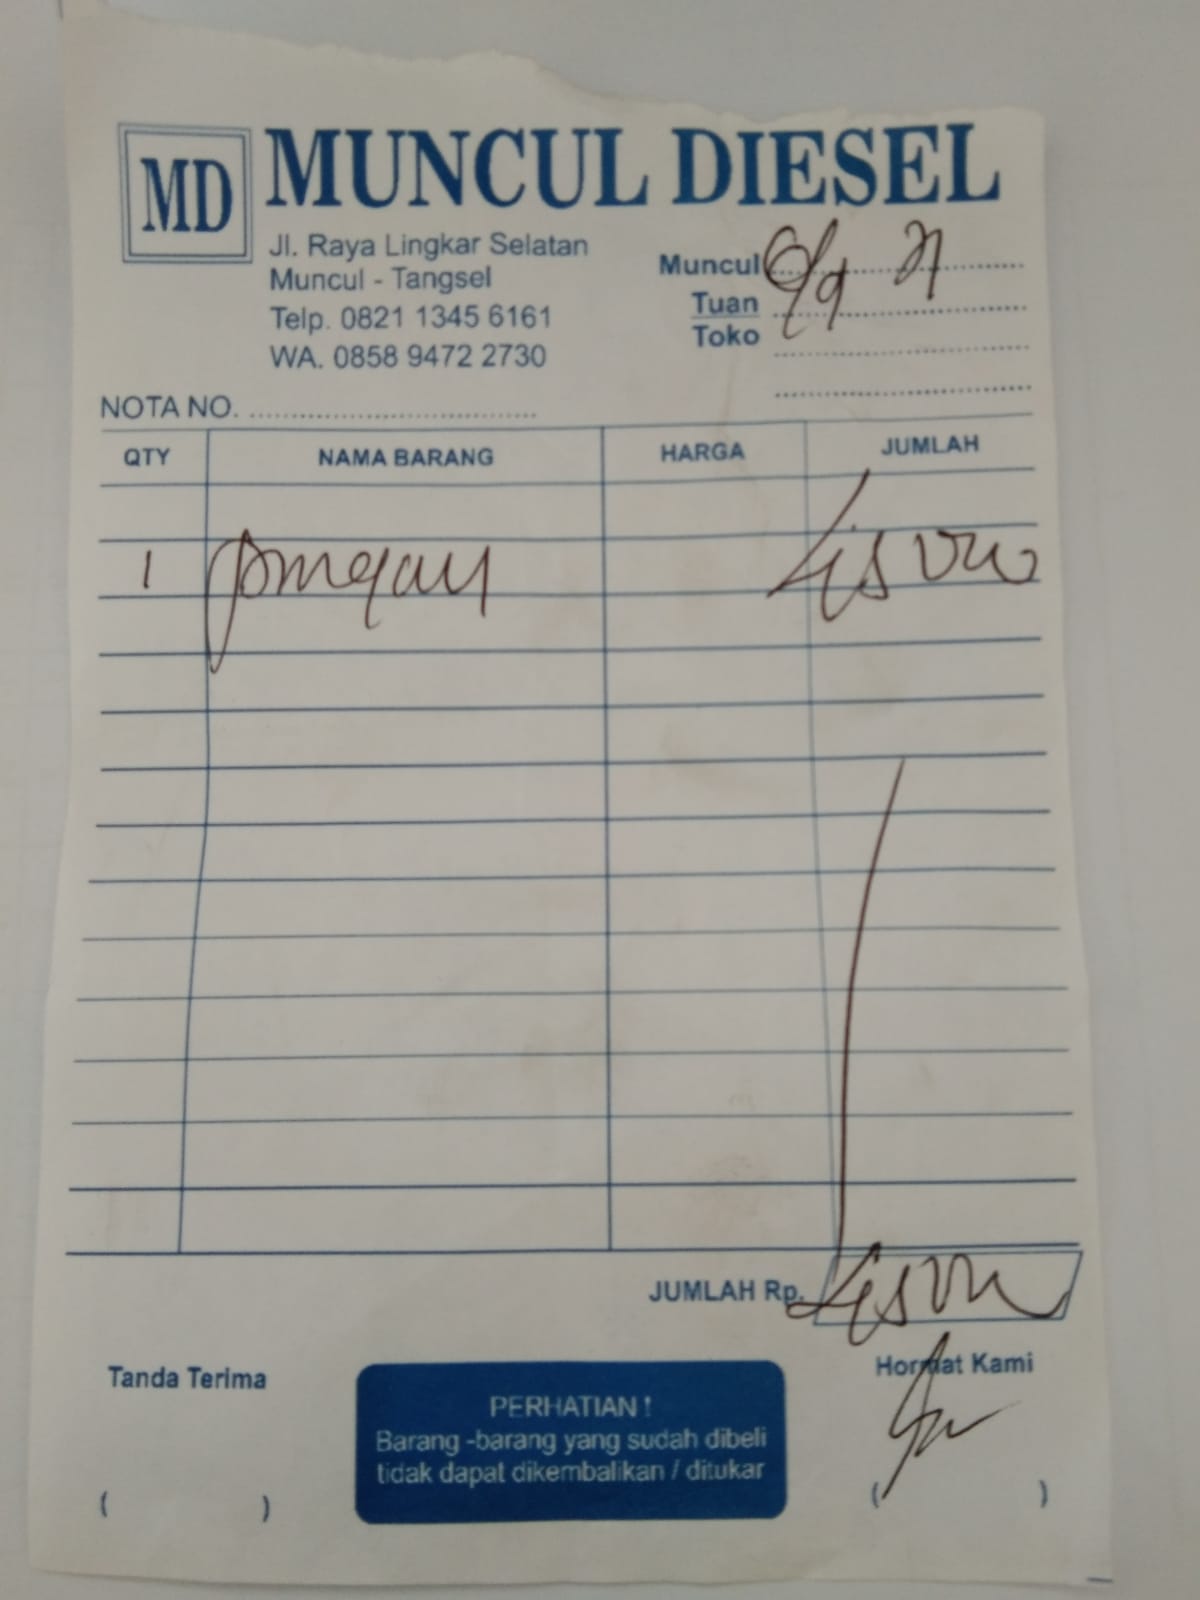 MD MUNCUL DIESEL
Jl. Raya Lingkar Selatan
Muncul - Tangsel
Telp. 0821 1345 6161
WA. 0858 9472 2730
Muncul
Tuan
Toko
NOTA NO.
QTY NAMA BARANG HARGA JUMLAH
1
JUMLAH Rp.
Tanda Terima
Hormat Kami
PERHATIAN !
Barang -barang yang sudah dibeli
tidak dapat dikembalikan / ditukar
( ) ( )